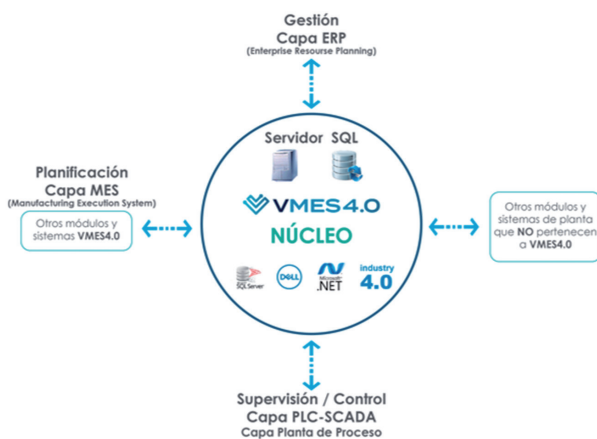 Gestión
Capa ERP
(Enterprise Resourse Planning)
Servidor SQL
Planificación
Capa MES
(Manufacturing Execution System)
Otros módulos y
sistemas VMES4.0
VMES4.0
NÚCLEO
Otros módulos y
sistemas de planta
que NO pertenecen
a VMES4.0
SQL Server
DELL
Microsoft
.NET
industry
4.0
Supervisión / Control
Capa PLC-SCADA
Capa Planta de Proceso